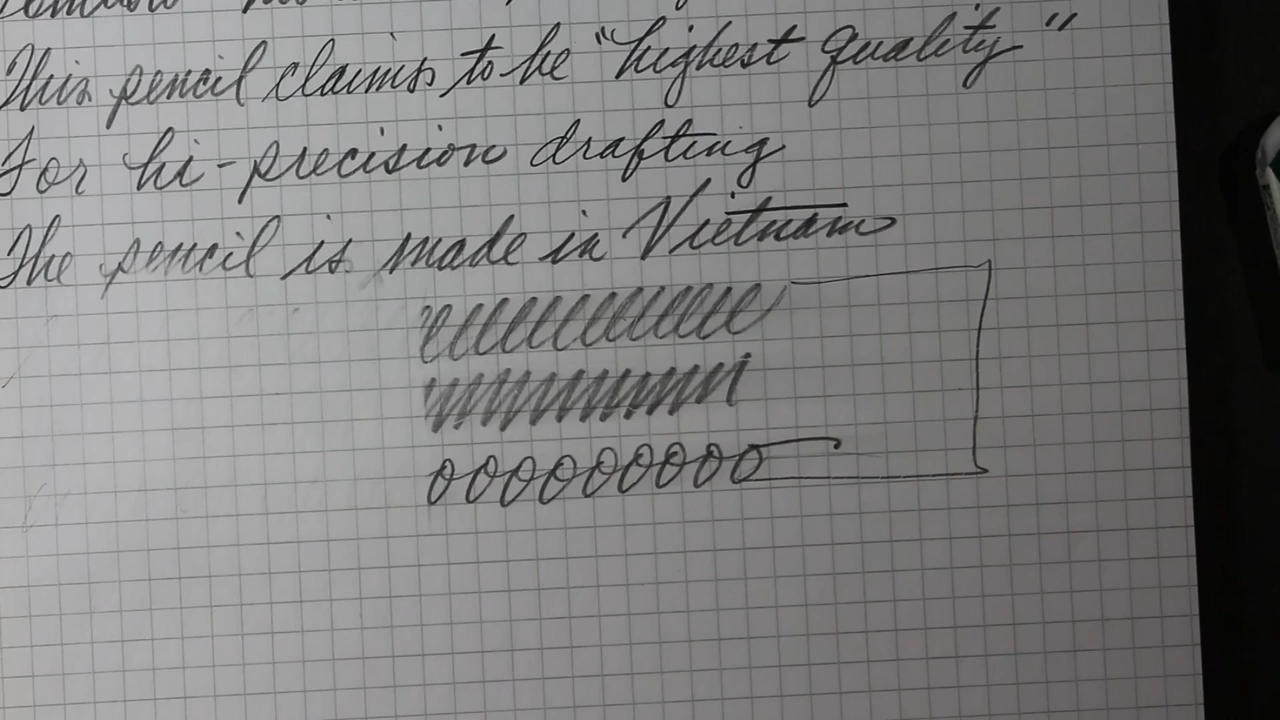 This pencil claims to be "highest quality"
For hi-precision drafting
The pencil is made in Vietnam